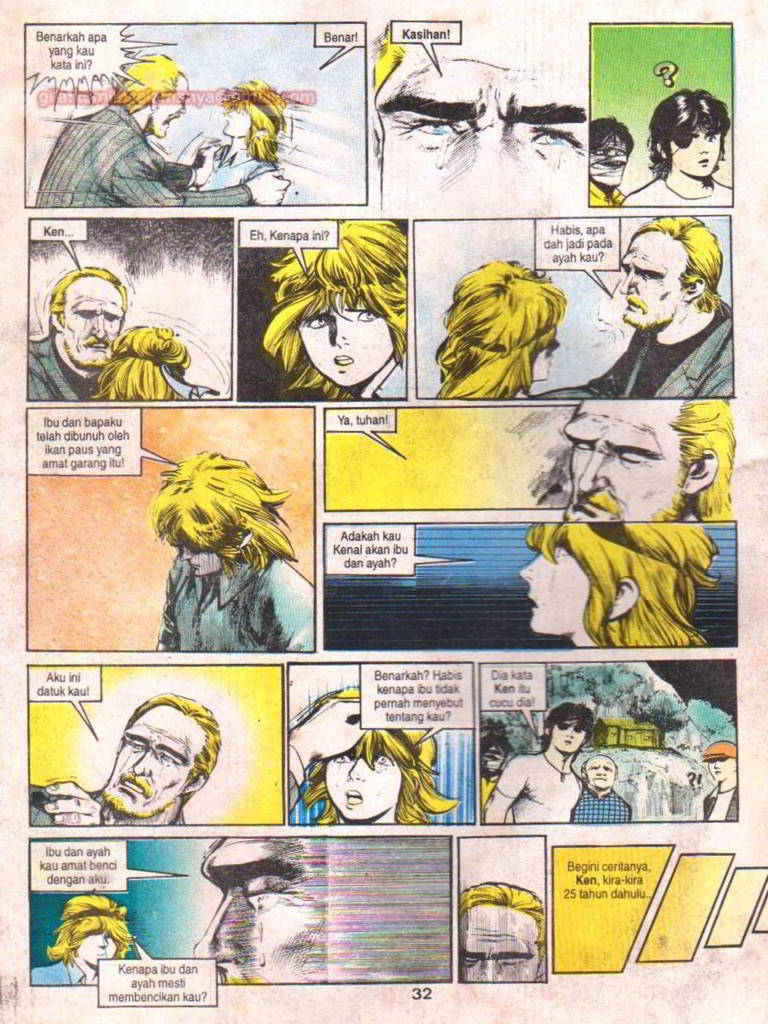 Benarkah apa
yang kau
kata ini?
Benar!
Kasihan!
?
Ken...
Eh, Kenapa ini?
Habis, apa
dah jadi pada
ayah kau?
Ibu dan bapaku
telah dibunuh oleh
ikan paus yang
amat garang itu!
Ya, tuhan!
Adakah kau
Kenal akan ibu
dan ayah?
Aku ini
datuk kau!
Benarkah? Habis
kenapa ibu tidak
pernah menyebut
tentang kau?
Dia kata
Ken itu
cucu dia!
?!
Ibu dan ayah
kau amat benci
dengan aku.
Kenapa ibu dan
ayah mesti
membencikan kau?
Begini ceritanya,
Ken, kira-kira
25 tahun dahulu..
32